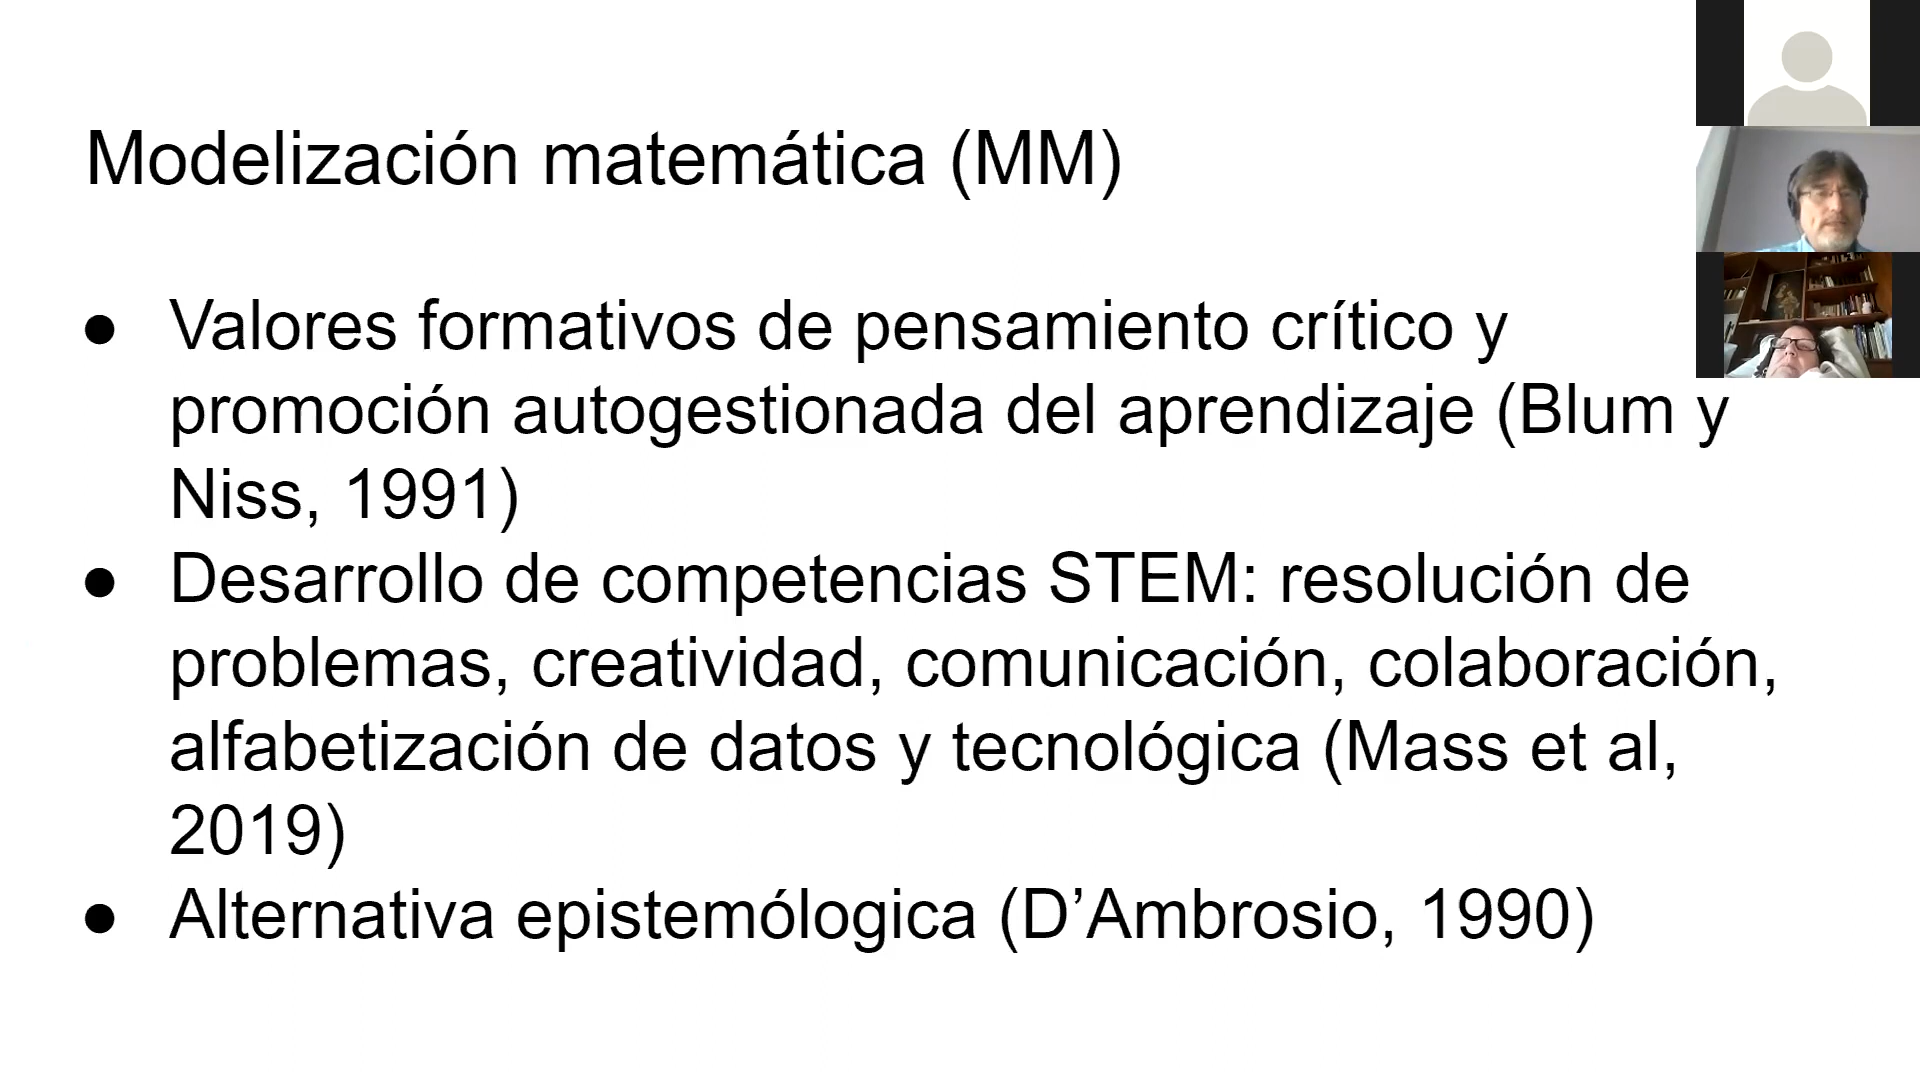 Modelización matemática (MM)
● Valores formativos de pensamiento crítico y
promoción autogestionada del aprendizaje (Blum y
Niss, 1991)
● Desarrollo de competencias STEM: resolución de
problemas, creatividad, comunicación, colaboración,
alfabetización de datos y tecnológica (Mass et al,
2019)
● Alternativa epistemólogica (D’Ambrosio, 1990)